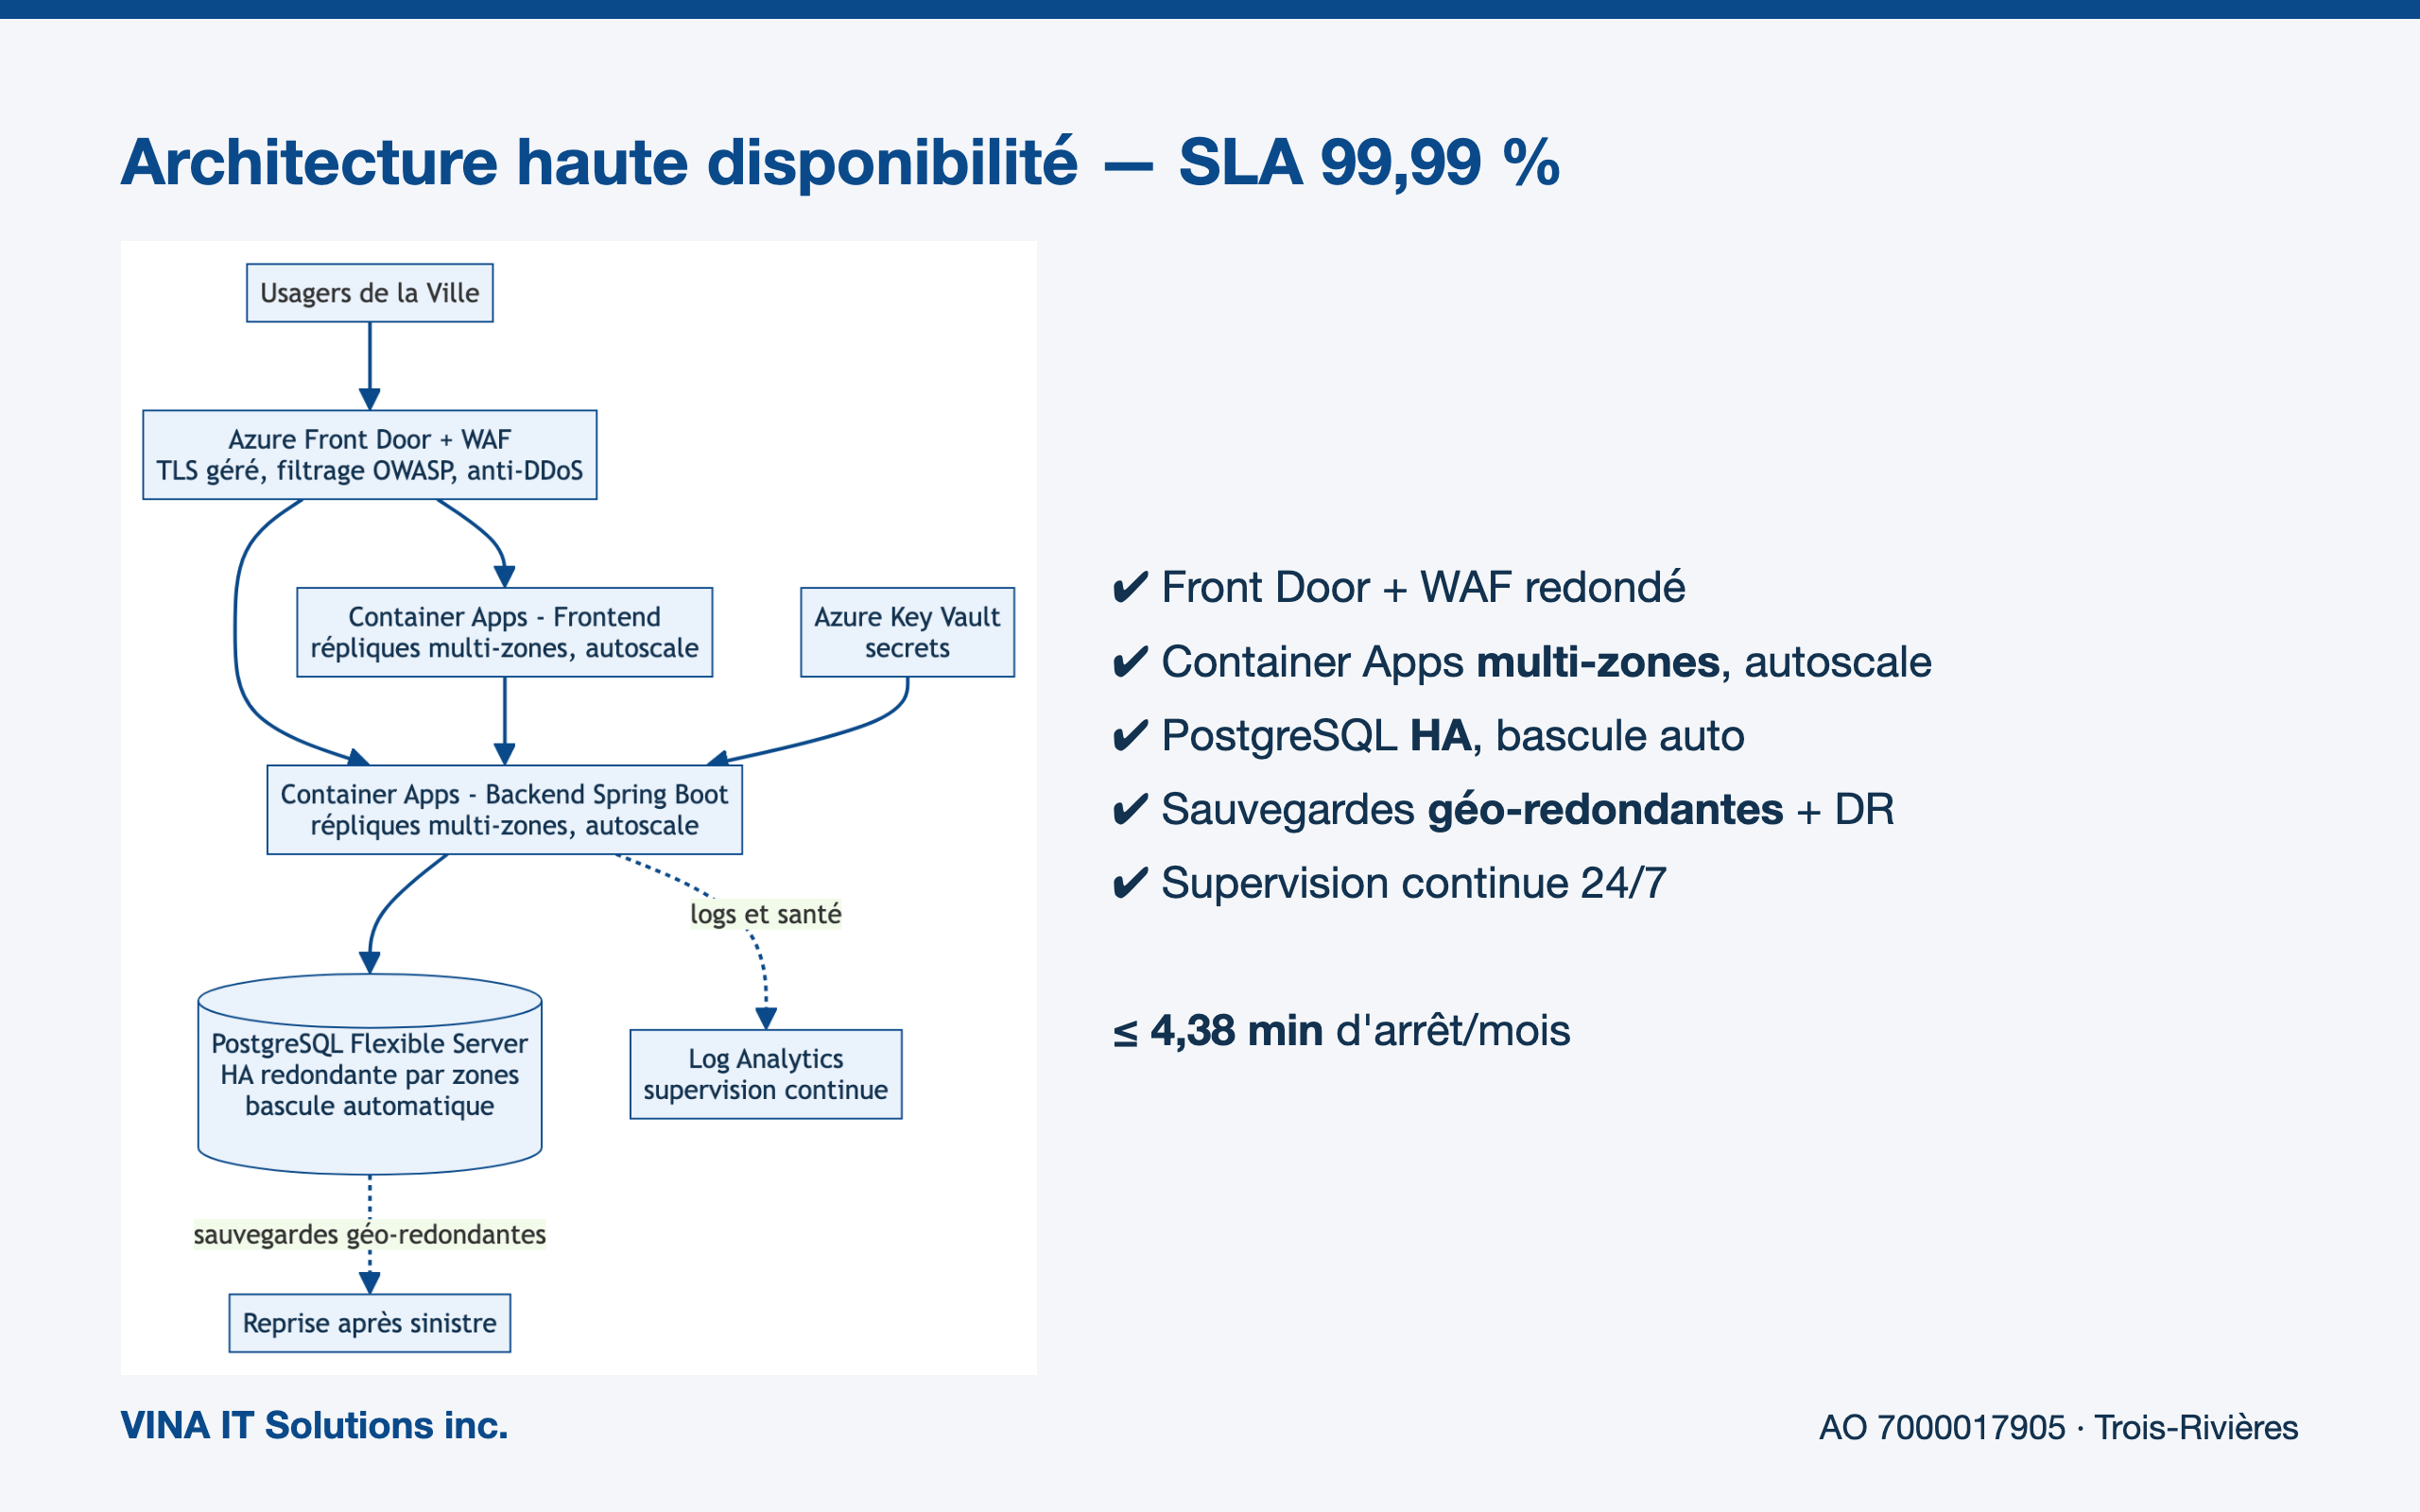 Architecture haute disponibilité — SLA 99,99 %
Usagers de la Ville
Azure Front Door + WAF
TLS géré, filtrage OWASP, anti-DDoS
Container Apps - Frontend
répliques multi-zones, autoscale
Azure Key Vault
secrets
Container Apps - Backend Spring Boot
répliques multi-zones, autoscale
logs et santé
PostgreSQL Flexible Server
HA redondante par zones
bascule automatique
Log Analytics
supervision continue
sauvegardes géo-redondantes
Reprise après sinistre
✔ Front Door + WAF redondé
✔ Container Apps multi-zones, autoscale
✔ PostgreSQL HA, bascule auto
✔ Sauvegardes géo-redondantes + DR
✔ Supervision continue 24/7
≤ 4,38 min d'arrêt/mois
VINA IT Solutions inc.
AO 7000017905 · Trois-Rivières